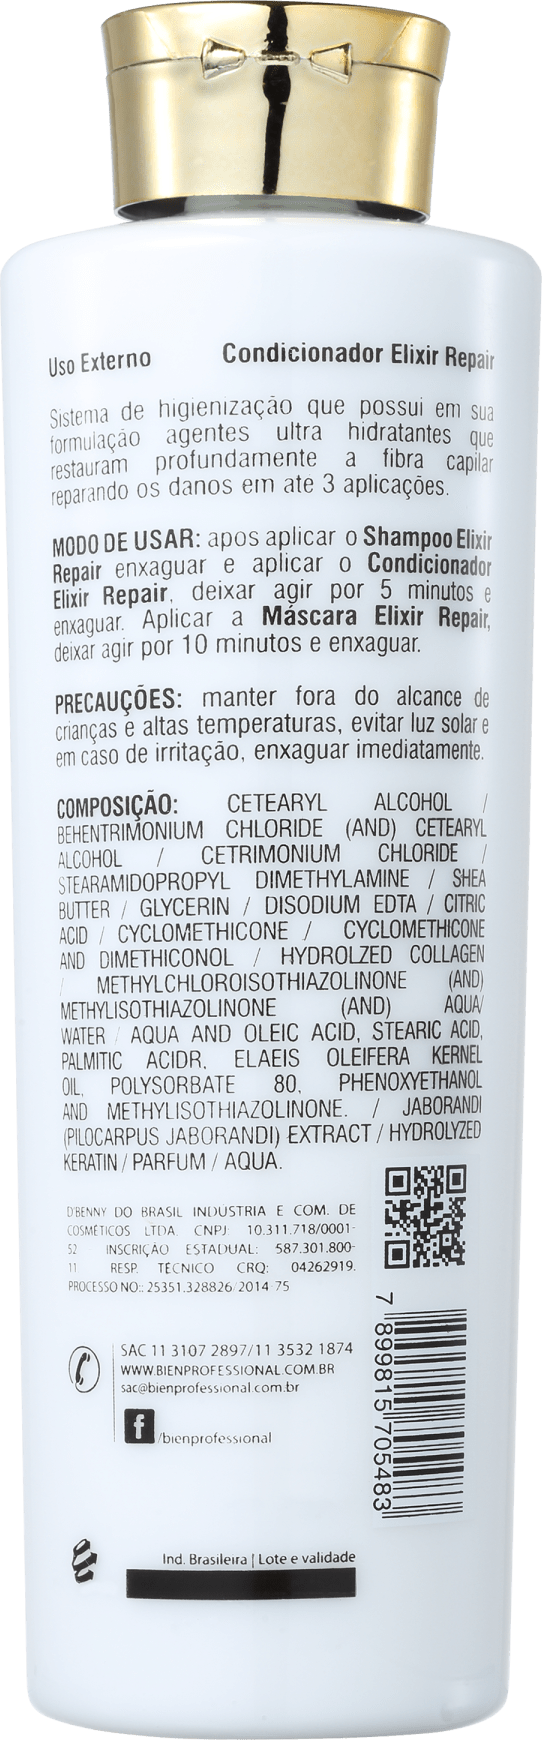 Uso Externo Condicionador Elixir Repair
Sistema de higienização que possui em sua
formulação agentes ultra hidratantes que
restauram profundamente a fibra capilar
reparando os danos em até 3 aplicações.
MODO DE USAR: apos aplicar o Shampoo Elixir
Repair enxaguar e aplicar o Condicionador
Elixir Repair, deixar agir por 5 minutos e
enxaguar. Aplicar a Máscara Elixir Repair,
deixar agir por 10 minutos e enxaguar.
PRECAUÇÕES: manter fora do alcance de
crianças e altas temperaturas, evitar luz solar e
em caso de irritação, enxaguar imediatamente.
COMPOSIÇÃO: CETEARYL ALCOHOL /
BEHENTRIMONIUM CHLORIDE (AND) CETEARYL
ALCOHOL / CETRIMONIUM CHLORIDE /
STEARAMIDOPROPYL DIMETHYLAMINE / SHEA
BUTTER / GLYCERIN / DISODIUM EDTA / CITRIC
ACID / CYCLOMETHICONE / CYCLOMETHICONE
AND DIMETHICONOL / HYDROLZED COLLAGEN
/ METHYLCHLOROISOTHIAZOLINONE (AND)
METHYLISOTHIAZOLINONE (AND) AQUA/
WATER / AQUA AND OLEIC ACID, STEARIC ACID,
PALMITIC ACIDR, ELAEIS OLEIFERA KERNEL
OIL, POLYSORBATE 80, PHENOXYETHANOL
AND METHYLISOTHIAZOLINONE. / JABORANDI
(PILOCARPUS JABORANDI) EXTRACT / HYDROLYZED
KERATIN / PARFUM / AQUA.
D'BENNY DO BRASIL INDUSTRIA E COM. DE
COSMÉTICOS LTDA. CNPJ: 10.311.718/0001-
52 INSCRIÇÃO ESTADUAL: 587.301.800-
11 RESP. TÉCNICO CRQ: 04262919.
PROCESSO NO.: 25351.328826/2014-75
SAC 11 3107 2897/11 3532 1874
WWW.BIENPROFESSIONAL.COM.BR
sac@bienprofessional.com.br
f /bienprofessional
7 899815 705483
Ind. Brasileira | Lote e validade